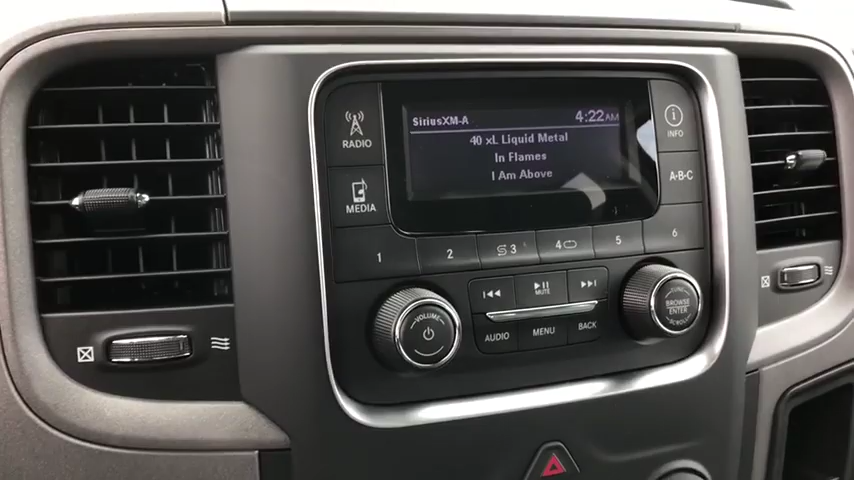 SiriusXM-A 4:22AM
40 xL Liquid Metal
In Flames
I Am Above
RADIO
MEDIA
INFO
A-B-C
1 2 3 4 5 6
MUTE
AUDIO MENU BACK
VOLUME
BROWSE
ENTER
SCROLL